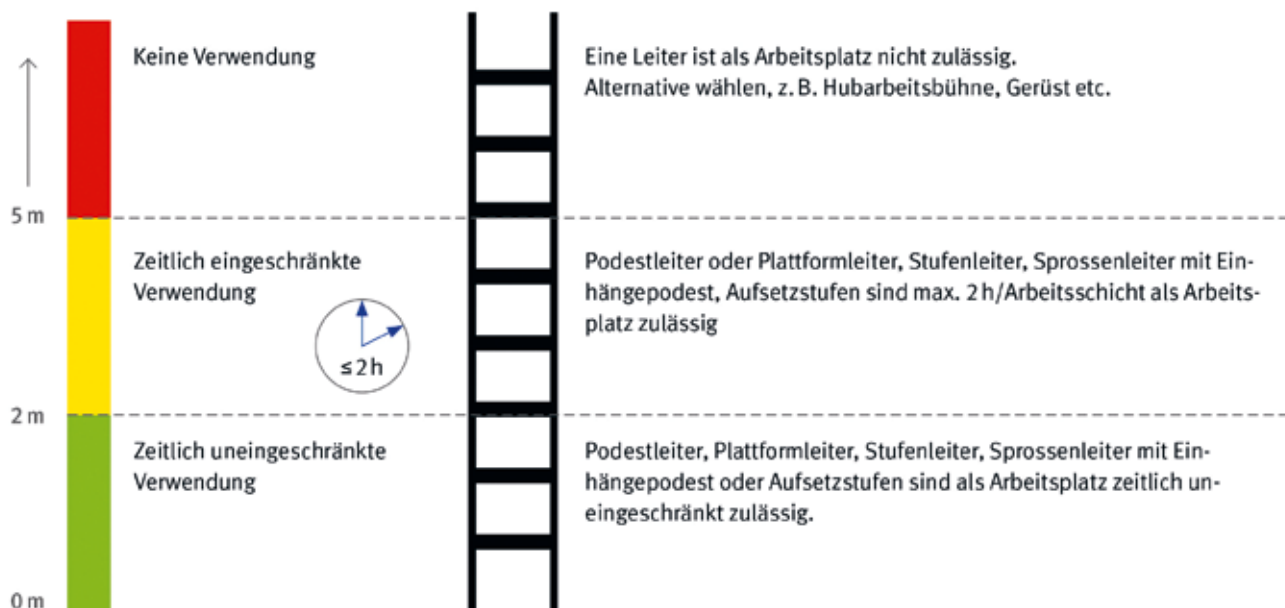 Keine Verwendung
Eine Leiter ist als Arbeitsplatz nicht zulässig.
Alternative wählen, z. B. Hubarbeitsbühne, Gerüst etc.
5 m
Zeitlich eingeschränkte
Verwendung
≤ 2 h
Podestleiter oder Plattformleiter, Stufenleiter, Sprossenleiter mit Ein-
hängepodest, Aufsetzstufen sind max. 2 h/Arbeitsschicht als Arbeits-
platz zulässig
2 m
Zeitlich uneingeschränkte
Verwendung
Podestleiter, Plattformleiter, Stufenleiter, Sprossenleiter mit Ein-
hängepodest oder Aufsetzstufen sind als Arbeitsplatz zeitlich un-
eingeschränkt zulässig.
0 m